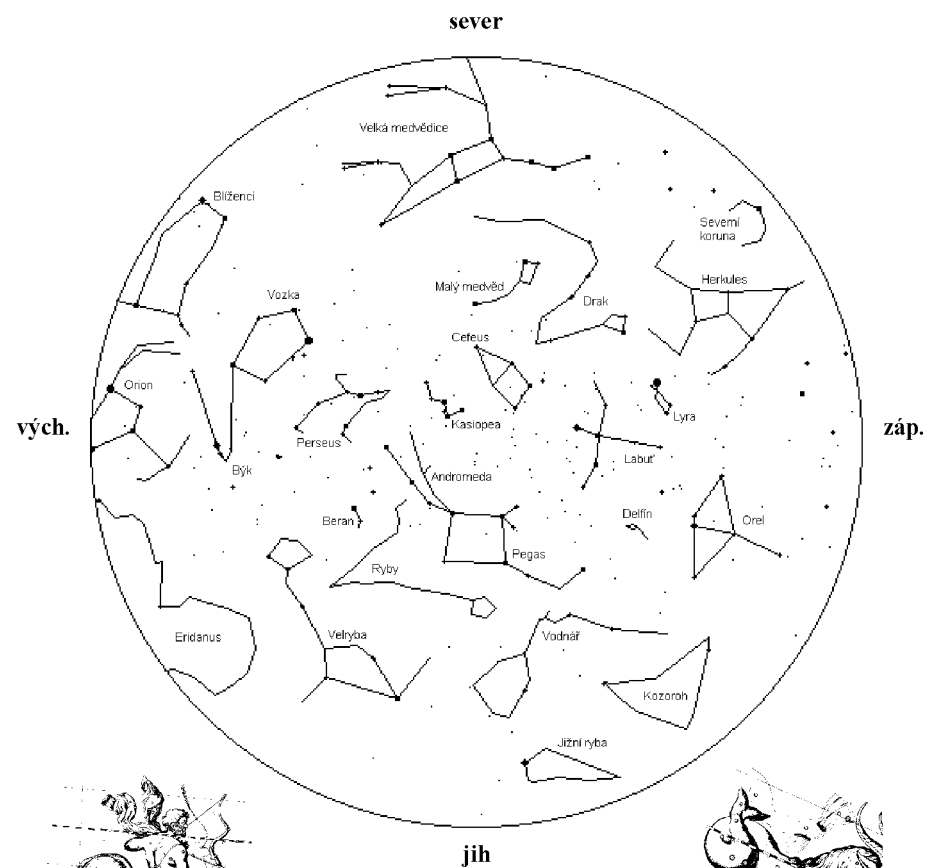 sever
Velká medvědice
Blíženci
Severní
koruna
Herkules
Malý medvěd
Vozka
Drak
Cefeus
Orion
Lyra
Kasiopea
vých.
záp.
Perseus
Labuť
Býk
Andromeda
Beran
Delfín
Orel
Pegas
Ryby
Eridanus
Velryba
Vodnář
Kozoroh
Jižní ryba
jih